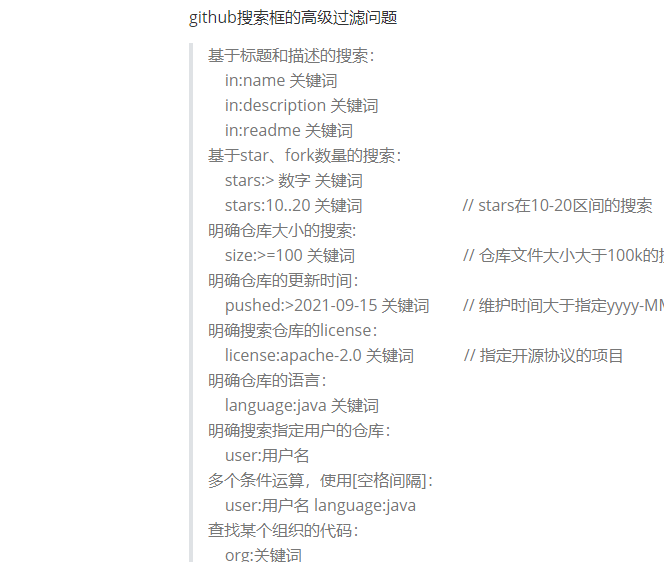 github搜索框的高级过滤问题
基于标题和描述的搜索：
in:name 关键词
in:description 关键词
in:readme 关键词
基于star、fork数量的搜索：
stars:> 数字 关键词
stars:10..20 关键词 // stars在10-20区间的搜索
明确仓库大小的搜索:
size:>=100 关键词 // 仓库文件大小大于100k的
明确仓库的更新时间：
pushed:>2021-09-15 关键词 // 维护时间大于指定yyyy-MM
明确搜索仓库的license：
license:apache-2.0 关键词 // 指定开源协议的项目
明确仓库的语言：
language:java 关键词
明确搜索指定用户的仓库：
user:用户名
多个条件运算，使用[空格间隔]：
user:用户名 language:java
查找某个组织的代码：
org:关键词